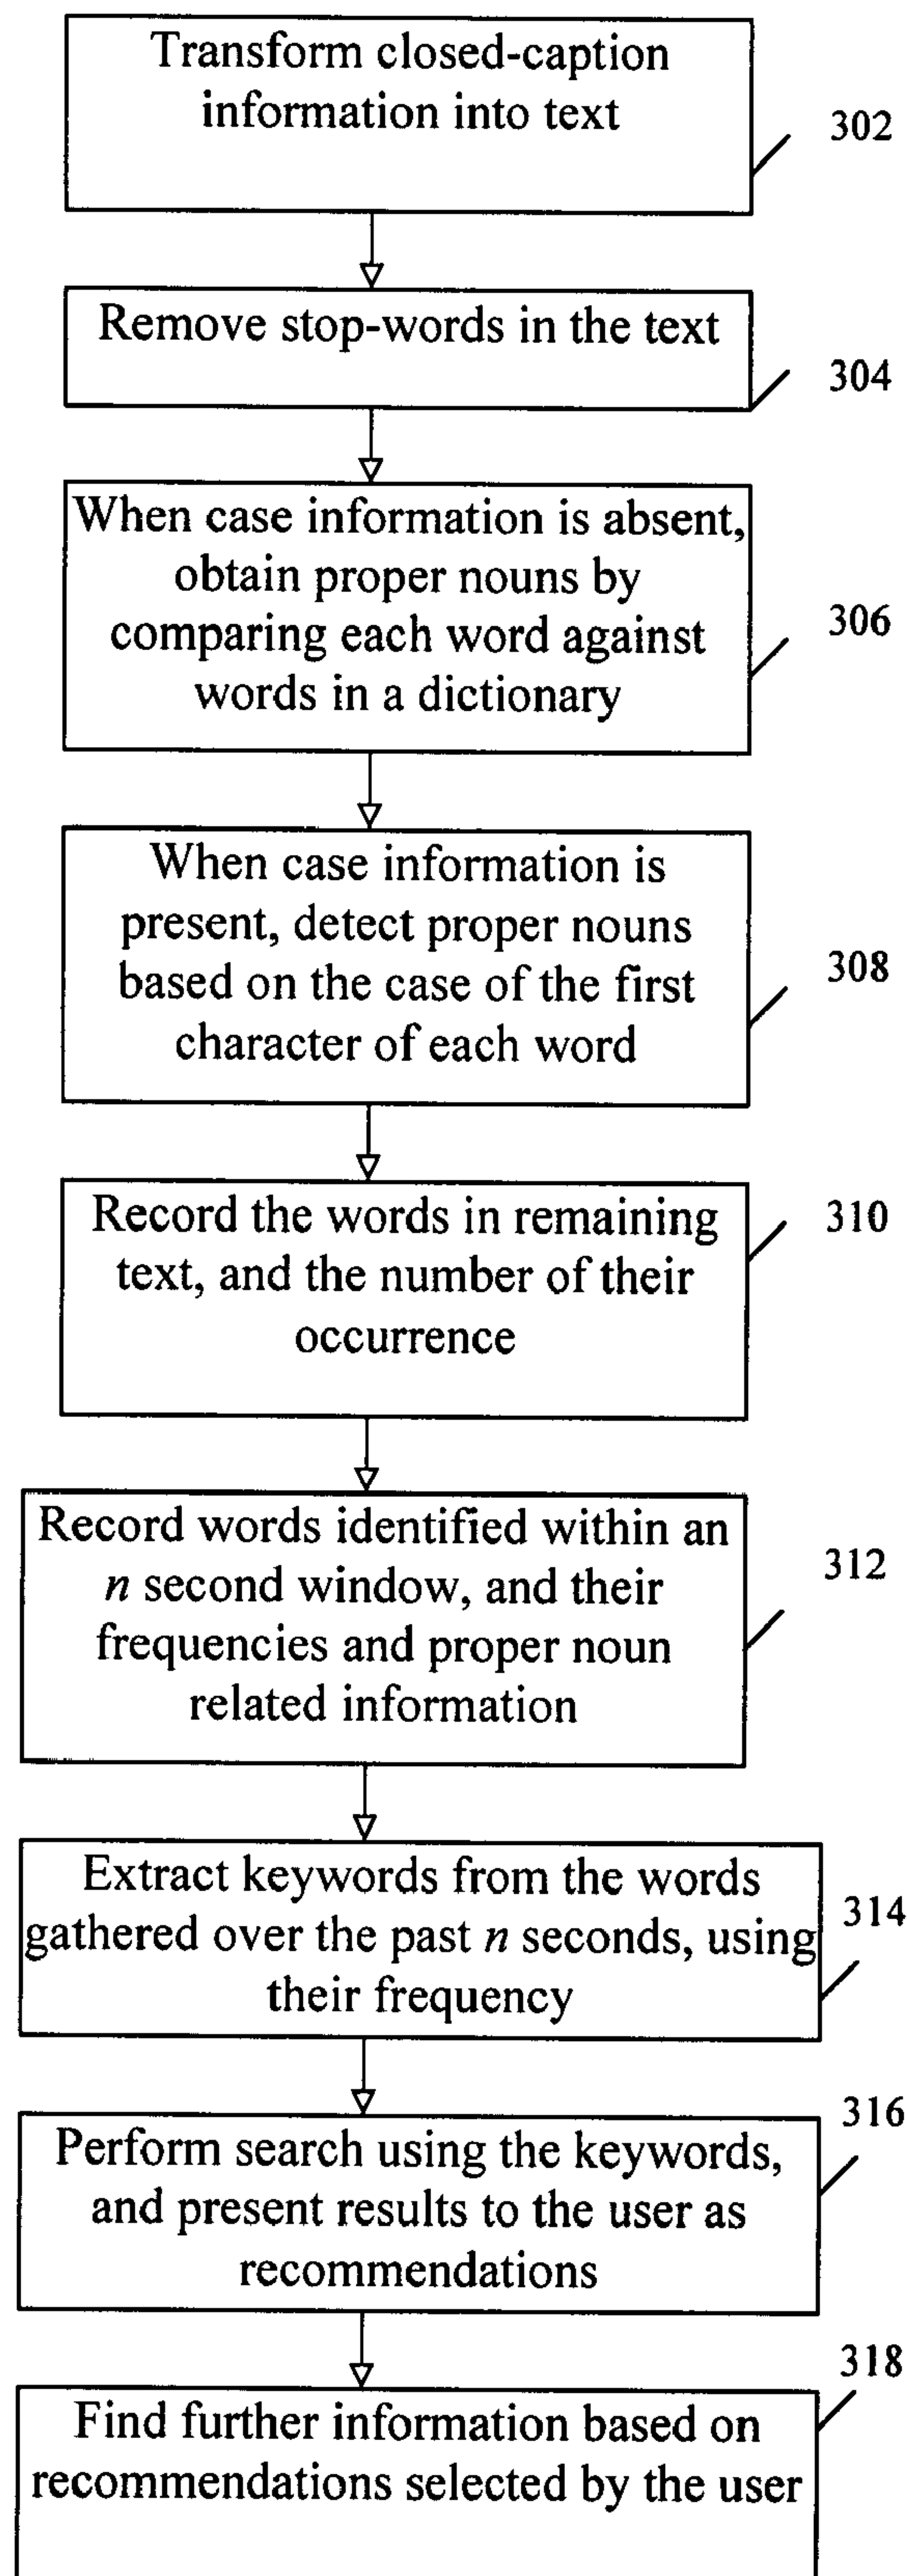 Transform closed-caption
information into text
302
Remove stop-words in the text
304
When case information is absent,
obtain proper nouns by
comparing each word against
words in a dictionary
306
When case information is
present, detect proper nouns
based on the case of the first
character of each word
308
Record the words in remaining
text, and the number of their
occurrence
310
Record words identified within an
n second window, and their
frequencies and proper noun
related information
312
Extract keywords from the words
gathered over the past n seconds, using
their frequency
314
Perform search using the keywords,
and present results to the user as
recommendations
316
Find further information based on
recommendations selected by the user
318